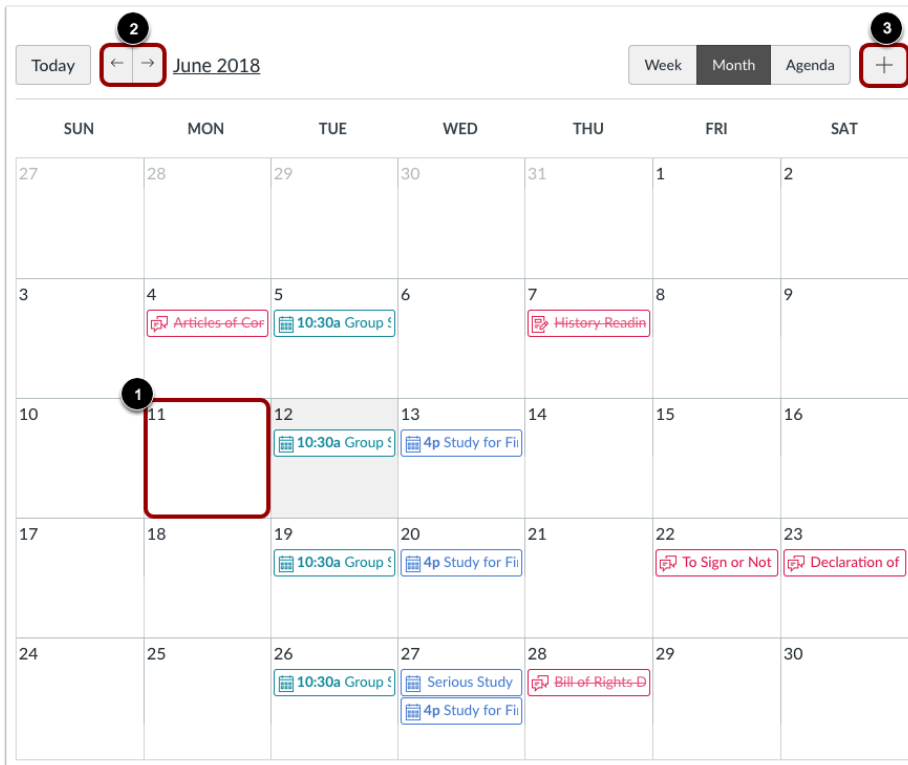 2
3
Today ← → June 2018 Week Month Agenda +
SUN MON TUE WED THU FRI SAT
27 28 29 30 31 1 2
3 4 5 6 7 8 9
Articles of Cor 10:30a Group S History Readin
1
10 11 12 13 14 15 16
10:30a Group S 4p Study for Fi
17 18 19 20 21 22 23
10:30a Group S 4p Study for Fi To Sign or Not Declaration of
24 25 26 27 28 29 30
10:30a Group S Serious Study Bill of Rights D
4p Study for Fi